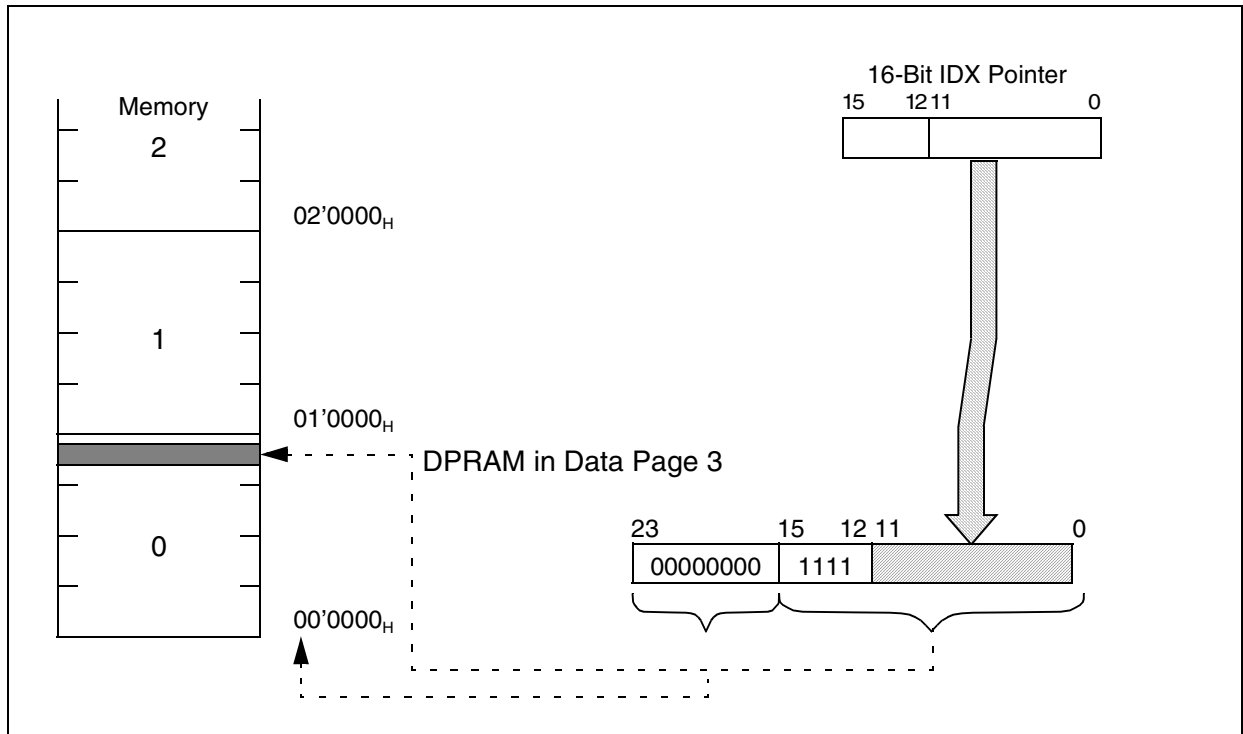 16-Bit IDX Pointer
15 12 11 0
Memory
2
02'0000H
1
01'0000H
DPRAM in Data Page 3
23 15 12 11 0
00000000 1111
0
00'0000H